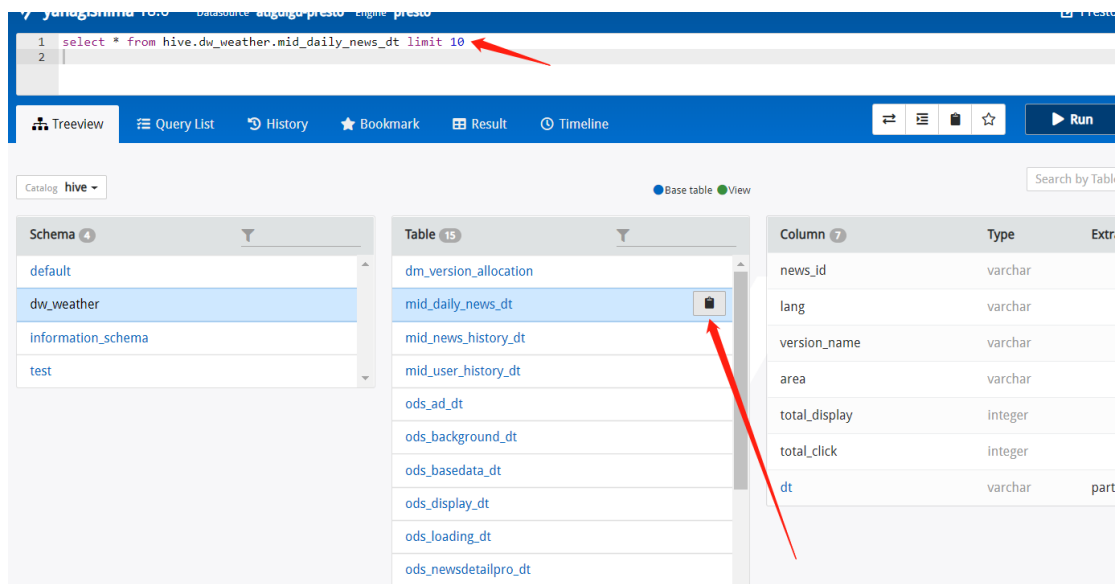 yanagishima 18.0 Datasource atiguigu-presto Engine presto
1 select * from hive.dw_weather.mid_daily_news_dt limit 10
2
Treeview Query List History Bookmark Result Timeline Run
Catalog hive
Base table View
Search by Table
Schema 4
default
dw_weather
information_schema
test
Table 15
dm_version_allocation
mid_daily_news_dt
mid_news_history_dt
mid_user_history_dt
ods_ad_dt
ods_background_dt
ods_basedata_dt
ods_display_dt
ods_loading_dt
ods_newsdetailpro_dt
Column 7 Type Extr
news_id varchar
lang varchar
version_name varchar
area varchar
total_display integer
total_click integer
dt varchar part